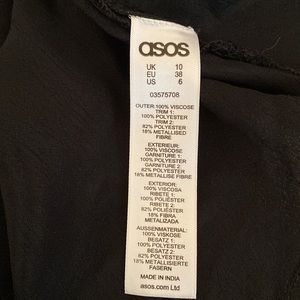 asos
UK 10
EU 38
US 6
03575708
OUTER:100% VISCOSE
TRIM 1:
100% POLYESTER
TRIM 2:
82% POLYESTER
18% METALLISED
FIBRE
EXTERIEUR:
100% VISCOSE
GARNITURE 1:
100% POLYESTER
GARNITURE 2:
82% POLYESTER
18% METALLISE FIBRE
EXTERIOR:
100% VISCOSA
RIBETE 1:
100% POLIÉSTER
RIBETE 2:
82% POLIÉSTER
18% FIBRA
METALIZADA
AUSSENMATERIAL:
100% VISKOSE
BESATZ 1:
100% POLYESTER
BESATZ 2:
82% POLYESTER
18% METALLISIERTE
FASERN
MADE IN INDIA
asos.com Ltd